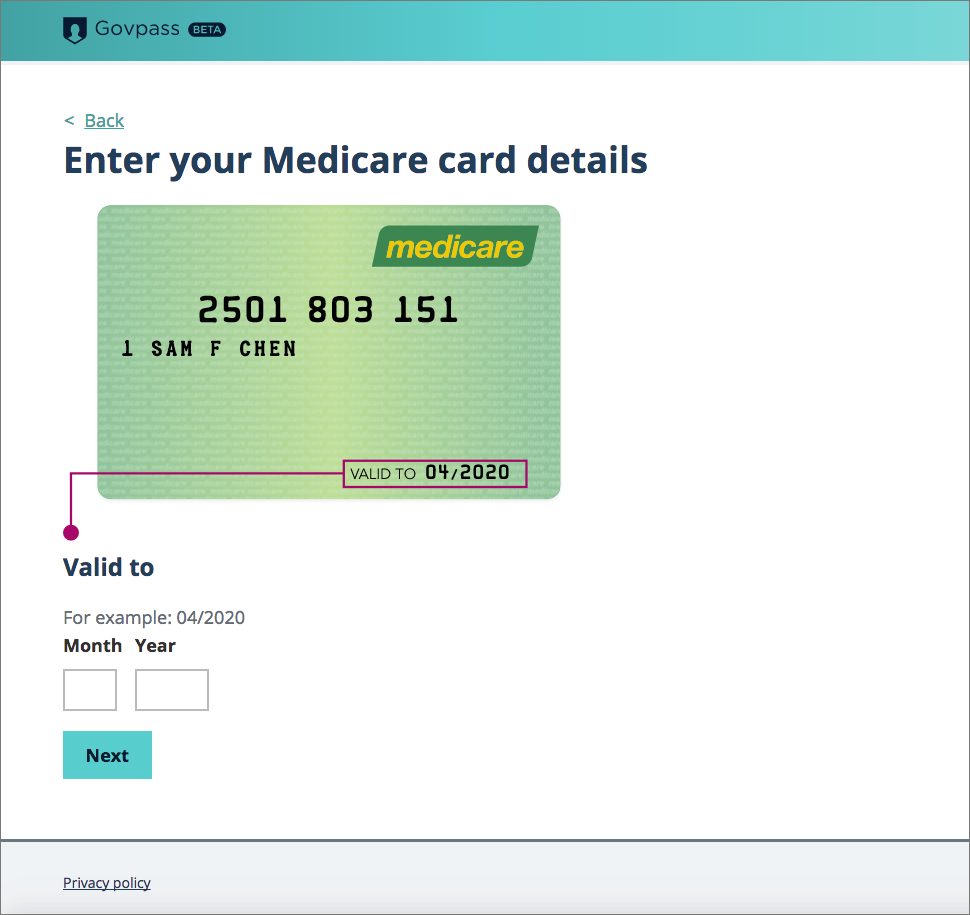 Govpass BETA
< Back
Enter your Medicare card details
medicare
2501 803 151
1 SAM F CHEN
VALID TO 04/2020
Valid to
For example: 04/2020
Month Year
Next
Privacy policy